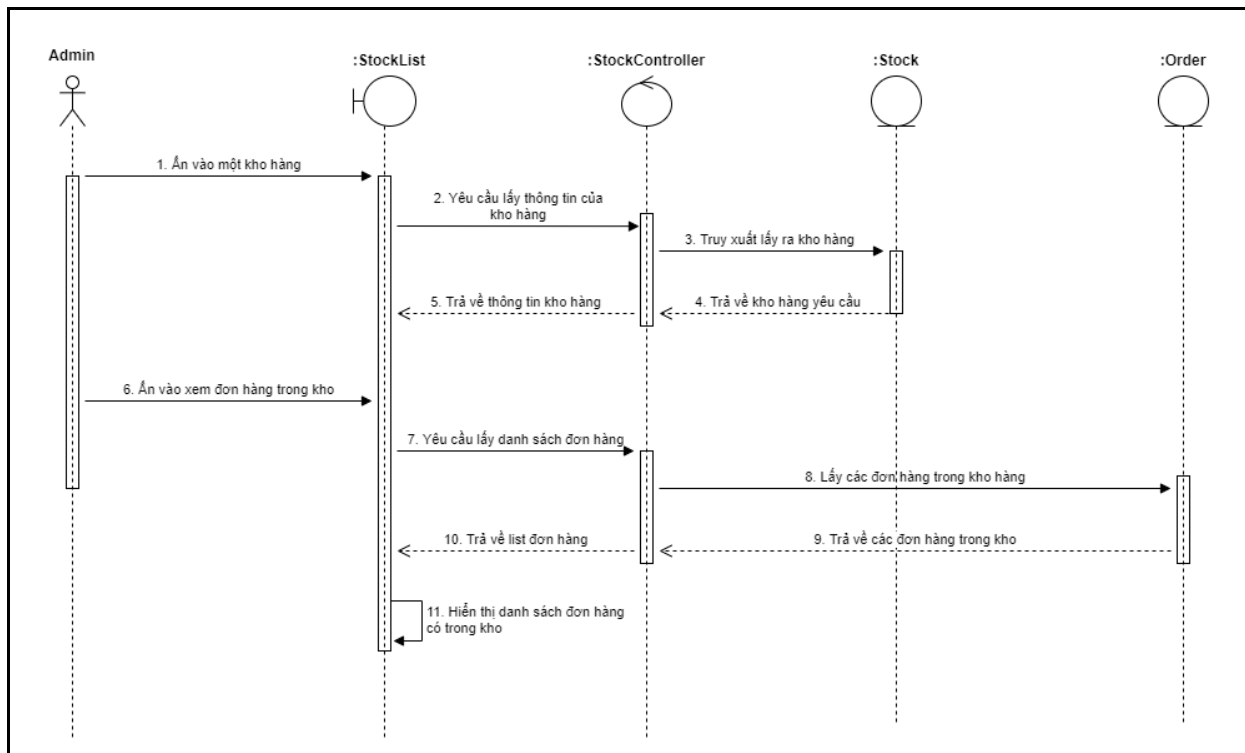 Admin
:StockList
:StockController
:Stock
:Order
1. Ấn vào một kho hàng
2. Yêu cầu lấy thông tin của
kho hàng
3. Truy xuất lấy ra kho hàng
5. Trả về thông tin kho hàng
4. Trả về kho hàng yêu cầu
6. Ấn vào xem đơn hàng trong kho
7. Yêu cầu lấy danh sách đơn hàng
8. Lấy các đơn hàng trong kho hàng
10. Trả về list đơn hàng
9. Trả về các đơn hàng trong kho
11. Hiển thị danh sách đơn hàng
có trong kho